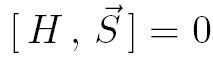 $[\, H \,,\, \vec{S} \,] = 0$